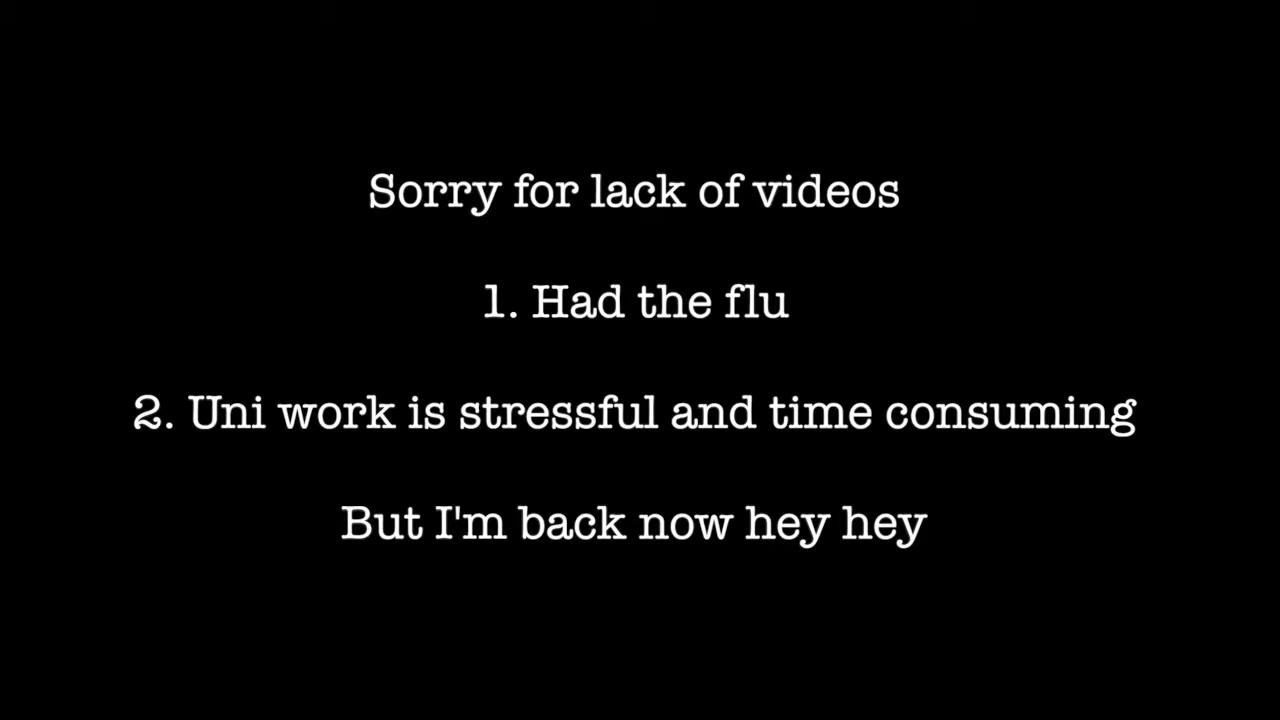 Sorry for lack of videos
1. Had the flu
2. Uni work is stressful and time consuming
But I'm back now hey hey